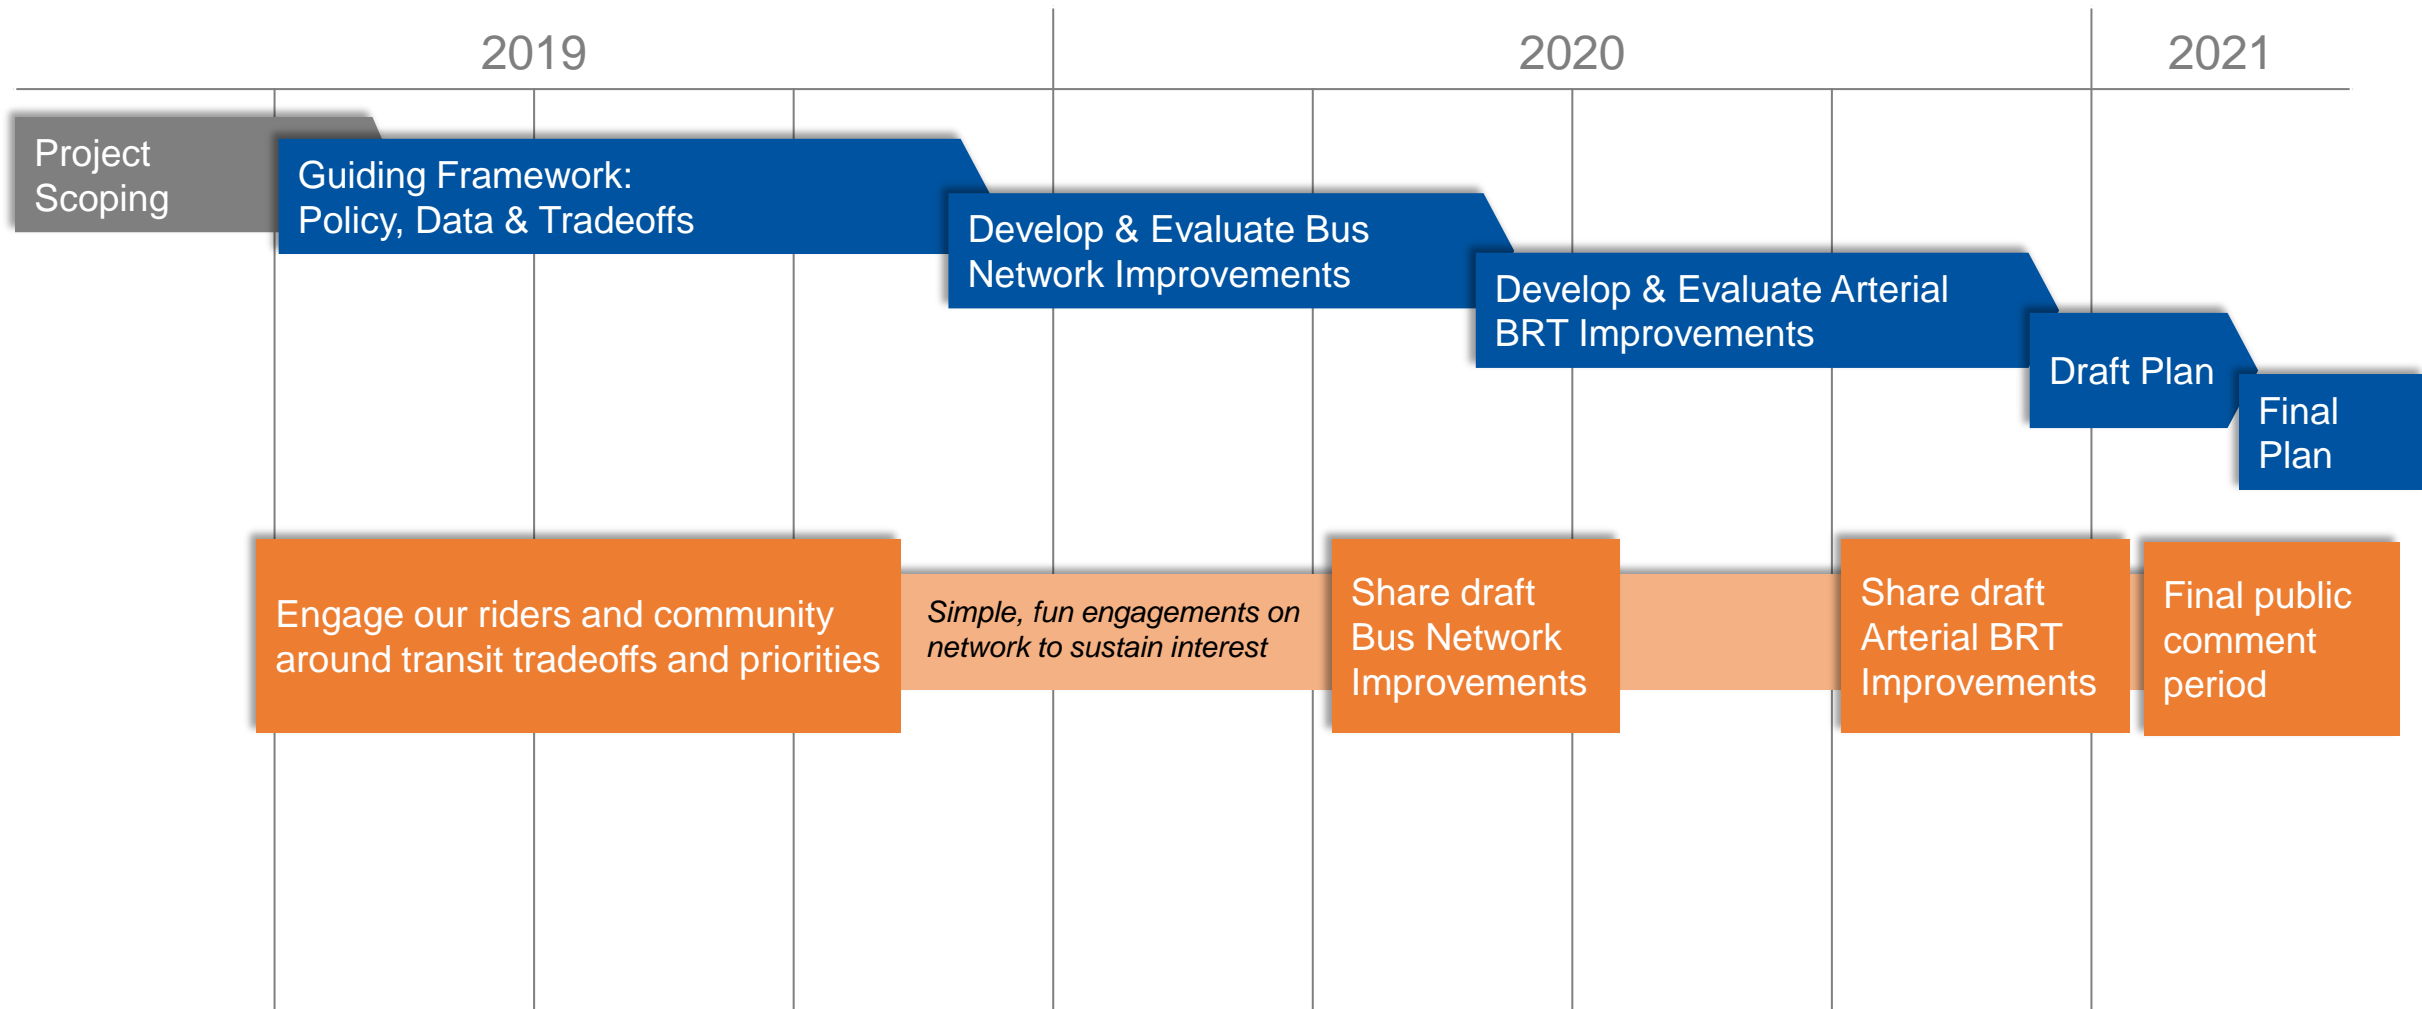 2019
2020
2021
Project
Scoping
Guiding Framework:
Policy, Data & Tradeoffs
Develop & Evaluate Bus
Network Improvements
Develop & Evaluate Arterial
BRT Improvements
Draft Plan
Final
Plan
Engage our riders and community
around transit tradeoffs and priorities
Simple, fun engagements on
network to sustain interest
Share draft
Bus Network
Improvements
Share draft
Arterial BRT
Improvements
Final public
comment
period